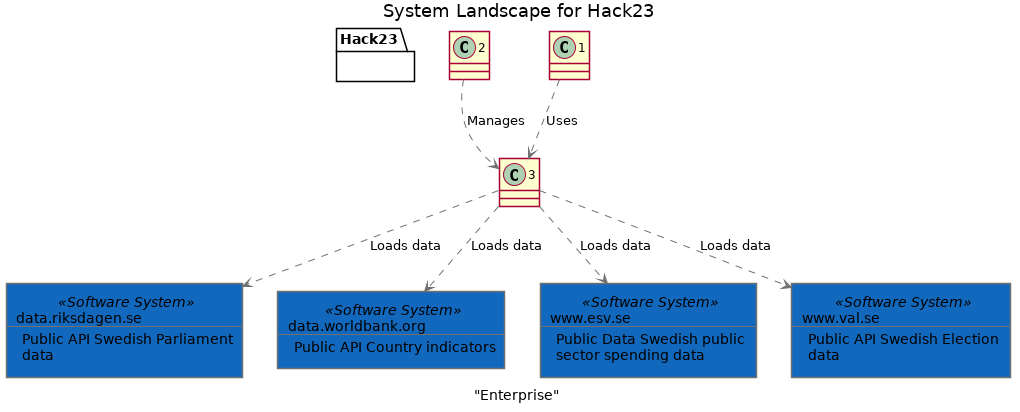 System Landscape for Hack23
Hack23
C 2
C 1
Manages
Uses
C 3
Loads data
Loads data
Loads data
Loads data
«Software System»
data.riksdagen.se
Public API Swedish Parliament
data
«Software System»
data.worldbank.org
Public API Country indicators
«Software System»
www.esv.se
Public Data Swedish public
sector spending data
«Software System»
www.val.se
Public API Swedish Election
data
"Enterprise"